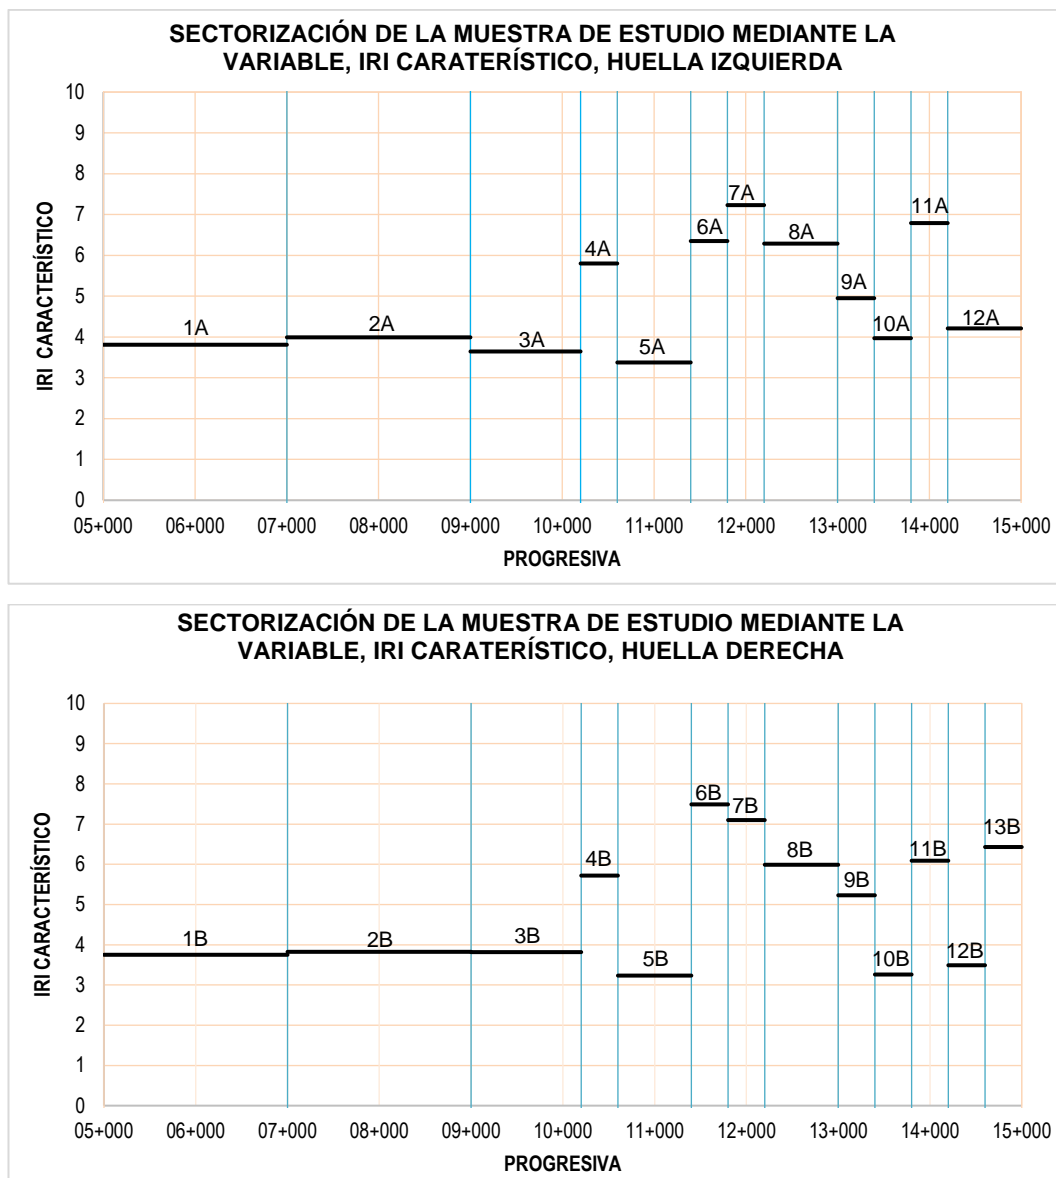 SECTORIZACIÓN DE LA MUESTRA DE ESTUDIO MEDIANTE LA
VARIABLE, IRI CARATERÍSTICO, HUELLA IZQUIERDA
10
9
8
7
6
5
4
3
2
1
0
IRI CARACTERÍSTICO
1A
2A
3A
4A
5A
6A
7A
8A
9A
10A
11A
12A
05+000 06+000 07+000 08+000 09+000 10+000 11+000 12+000 13+000 14+000 15+000
PROGRESIVA
SECTORIZACIÓN DE LA MUESTRA DE ESTUDIO MEDIANTE LA
VARIABLE, IRI CARATERÍSTICO, HUELLA DERECHA
10
9
8
7
6
5
4
3
2
1
0
IRI CARACTERÍSTICO
1B
2B
3B
4B
5B
6B
7B
8B
9B
10B
11B
12B
13B
05+000 06+000 07+000 08+000 09+000 10+000 11+000 12+000 13+000 14+000 15+000
PROGRESIVA